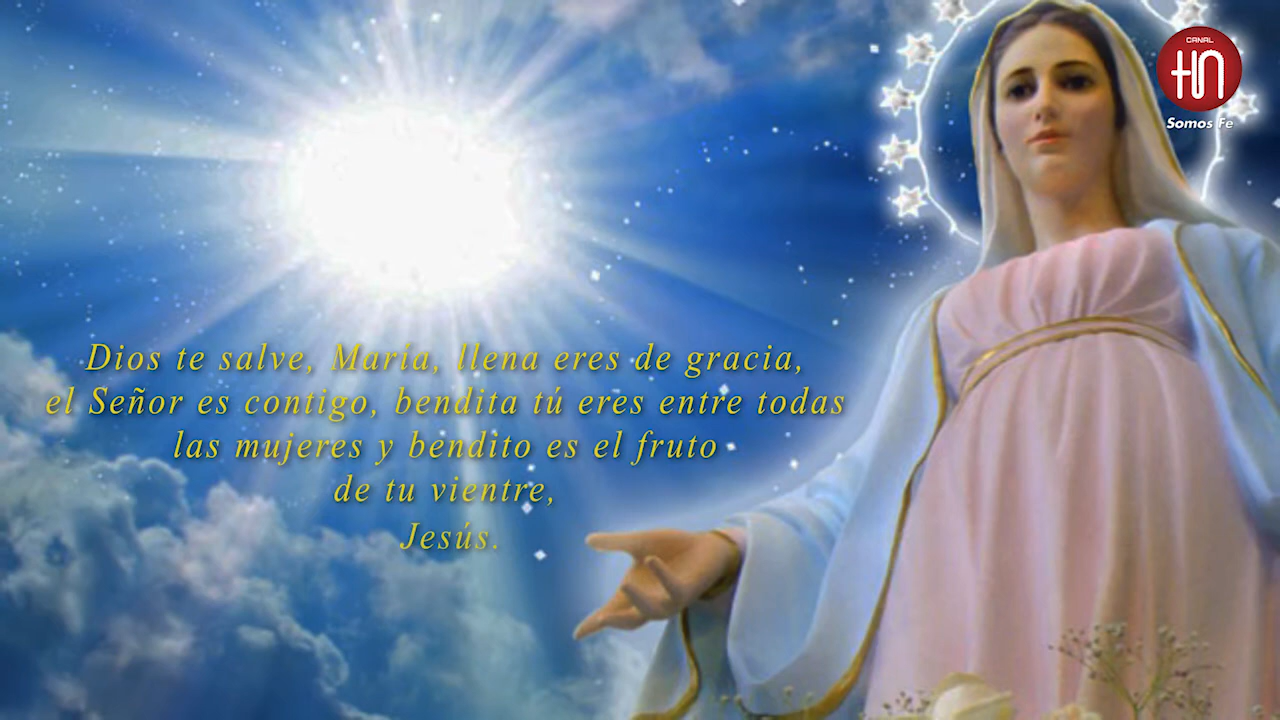 CANAL
HN
Somos Fe
Dios te salve, María, llena eres de gracia,
el Señor es contigo, bendita tú eres entre todas
las mujeres y bendito es el fruto
de tu vientre,
Jesús.